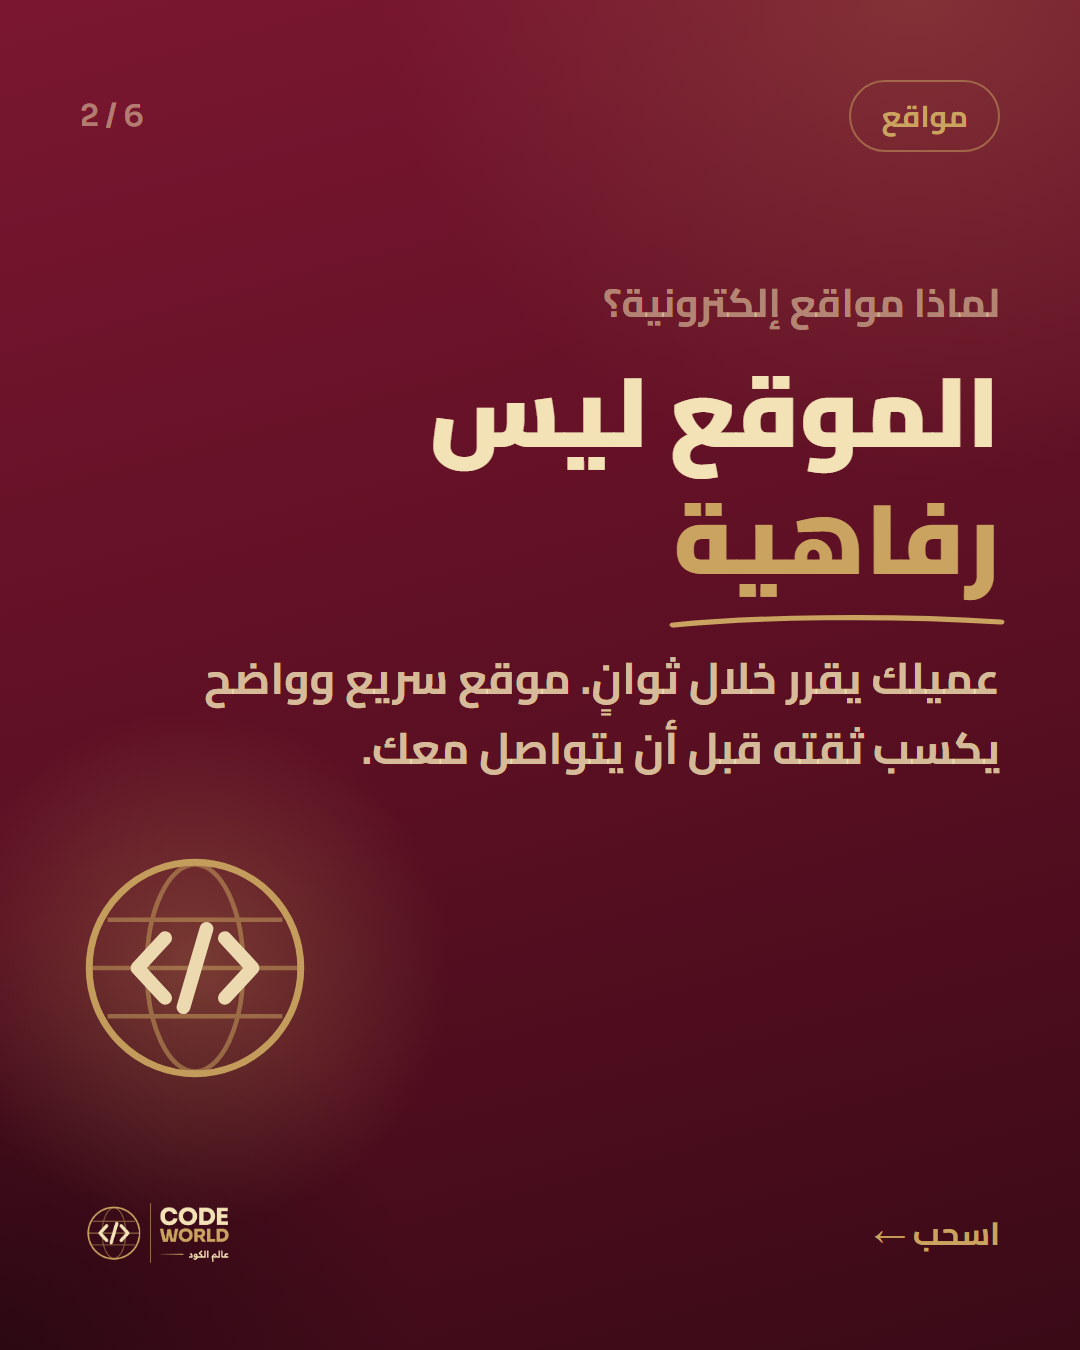 مواقع
2 / 6
لماذا مواقع إلكترونية؟
الموقع ليس
رفاهية
عميلك يقرر خلال ثوانٍ. موقع سريع وواضح
يكسب ثقته قبل أن يتواصل معك.
</>
اسحب ←
</>
CODE
WORLD
عالم الكود